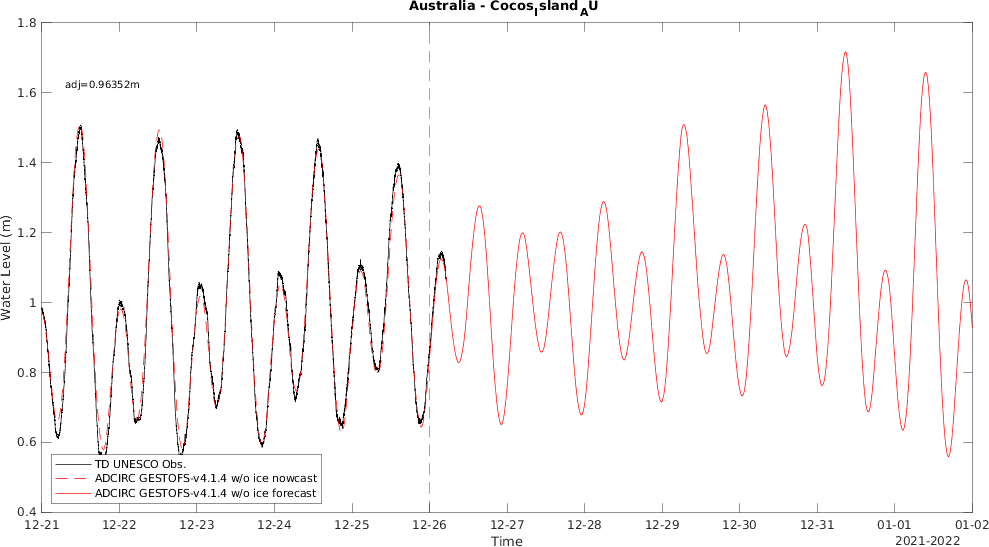 Australia - Cocos_Island_AU
adj=0.96352m
Water Level (m)
1.8
1.6
1.4
1.2
1
0.8
0.6
0.4
TD UNESCO Obs.
ADCIRC GESTOFS-v4.1.4 w/o ice nowcast
ADCIRC GESTOFS-v4.1.4 w/o ice forecast
12-21 12-22 12-23 12-24 12-25 12-26 12-27 12-28 12-29 12-30 12-31 01-01 01-02
Time
2021-2022